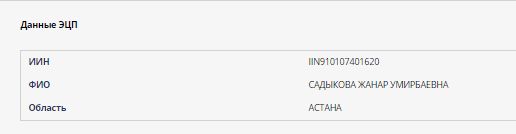 Данные ЭЦП
ИИН IIN910107401620
ФИО САДЫКОВА ЖАНАР УМИРБАЕВНА
Область АСТАНА